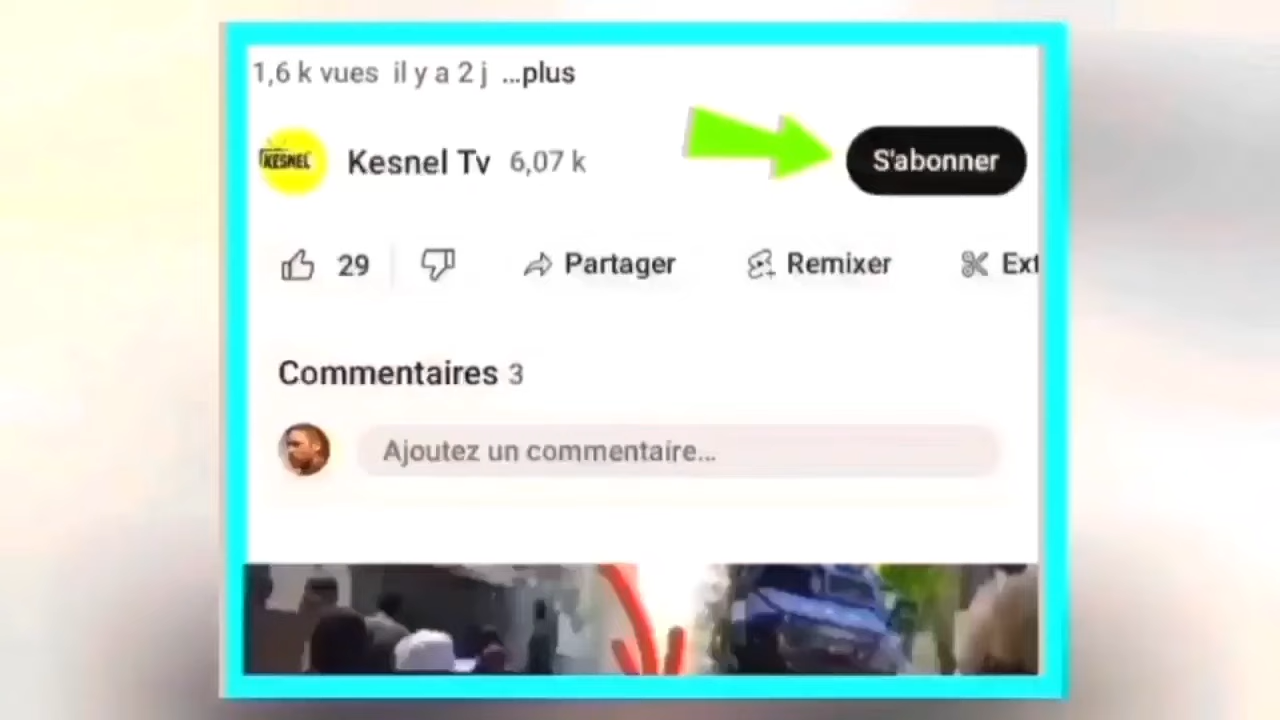 1,6 k vues il y a 2 j ...plus
KESNEL
Kesnel Tv 6,07 k
S'abonner
29
Partager
Remixer
Ext
Commentaires 3
Ajoutez un commentaire...